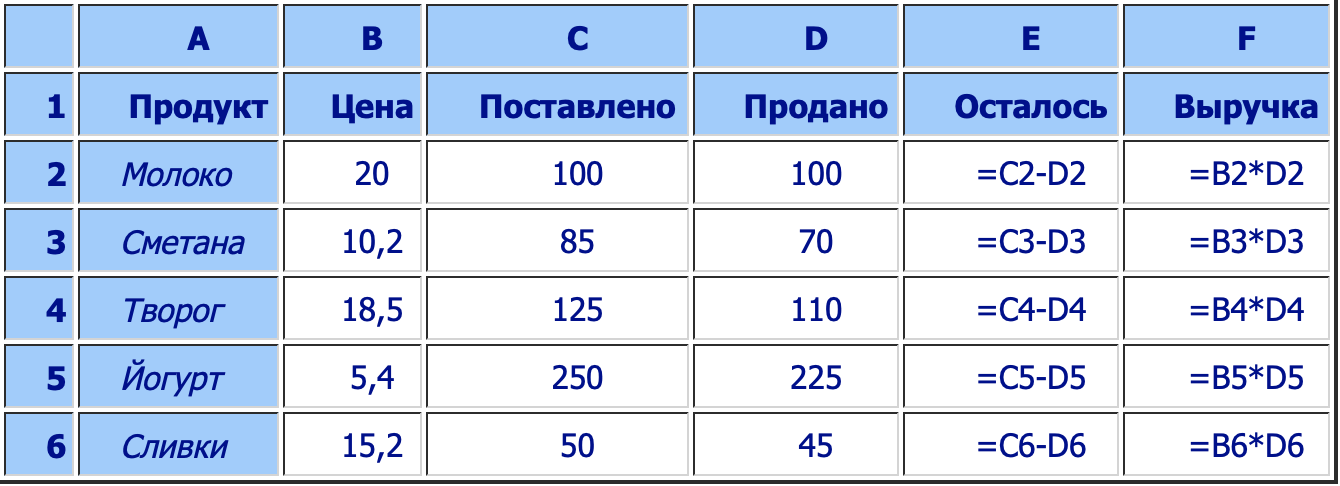 A B C D E F
1 Продукт Цена Поставлено Продано Осталось Выручка
2 Молоко 20 100 100 =C2-D2 =B2*D2
3 Сметана 10,2 85 70 =C3-D3 =B3*D3
4 Творог 18,5 125 110 =C4-D4 =B4*D4
5 Йогурт 5,4 250 225 =C5-D5 =B5*D5
6 Сливки 15,2 50 45 =C6-D6 =B6*D6